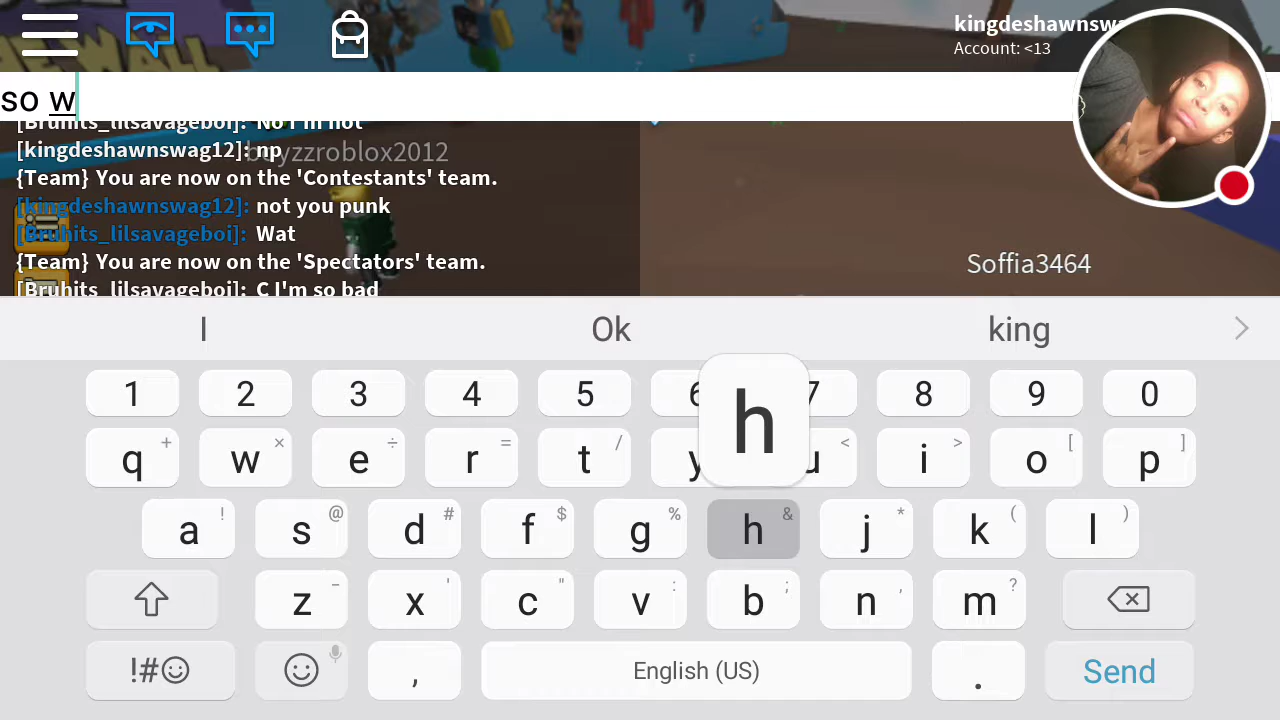 kingdeshawnsw
Account: <13
so w
[Bruhits_lilsavageboi]: No I'm not
boyzzroblox2012
[kingdeshawnswag12]: np
{Team} You are now on the 'Contestants' team.
[kingdeshawnswag12]: not you punk
[Bruhits_lilsavageboi]: Wat
{Team} You are now on the 'Spectators' team.
Soffia3464
[Bruhits_lilsavageboi]: C I'm so bad
I Ok king
1 2 3 4 5 6 7 8 9 0
q + w × e ÷ r = t / y u < i > o [ p ]
h
a ! s @ d # f $ g % h & j * k ( l )
z - x ' c " v : b ; n , m ?
!#☺ , English (US) . Send